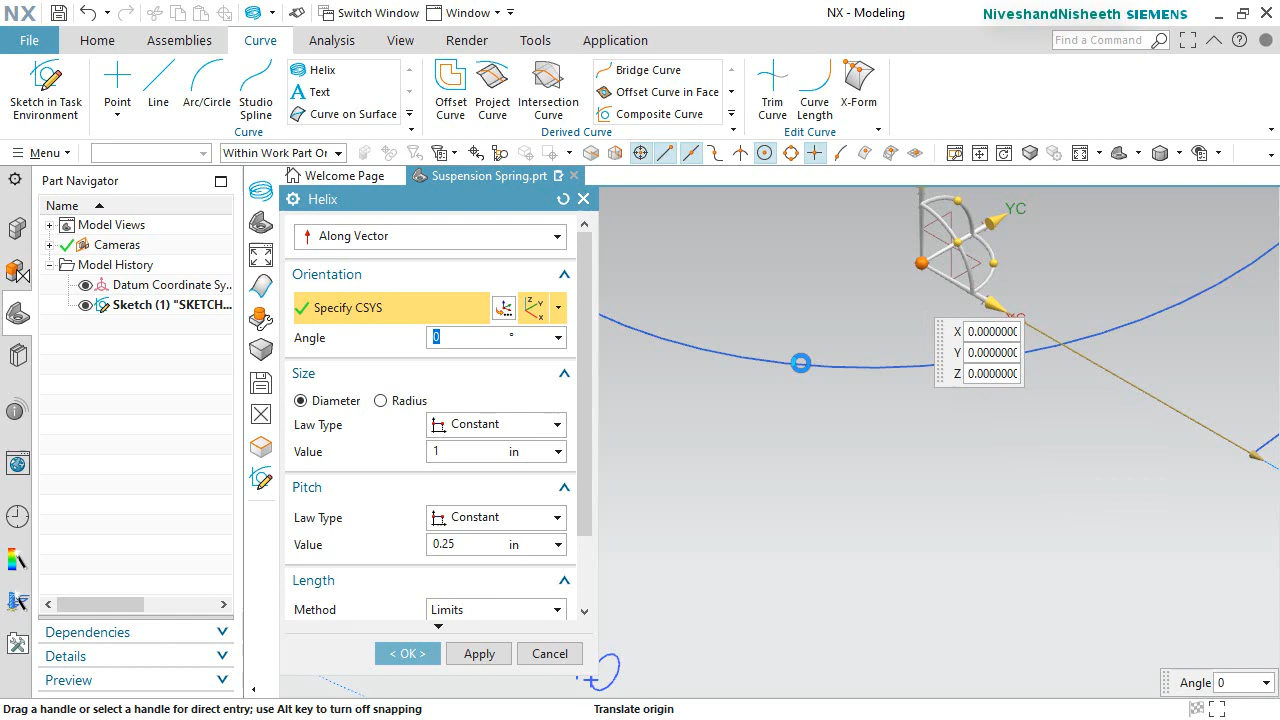 NX Switch Window Window NX - Modeling NiveshandNisheeth SIEMENS
File Home Assemblies Curve Analysis View Render Tools Application Find a Command
Sketch in Task Environment
Point
Line
Arc/Circle
Studio Spline
Helix
Text
Curve on Surface
Curve
Offset Curve
Project Curve
Intersection Curve
Bridge Curve
Offset Curve in Face
Composite Curve
Derived Curve
Trim Curve
Curve Length
X-Form
Edit Curve
Menu Within Work Part Or
Part Navigator
Name
Model Views
Cameras
Model History
Datum Coordinate Sy...
Sketch (1) "SKETCH...
Dependencies
Details
Preview
Welcome Page Suspension Spring.prt
Helix
Along Vector
Orientation
Specify CSYS
Z Y X
Angle 0 °
Size
Diameter Radius
Law Type Constant
Value 1 in
Pitch
Law Type Constant
Value 0.25 in
Length
Method Limits
< OK > Apply Cancel
YC
X 0.0000000
Y 0.0000000
Z 0.0000000
Angle 0
Drag a handle or select a handle for direct entry; use Alt key to turn off snapping Translate origin